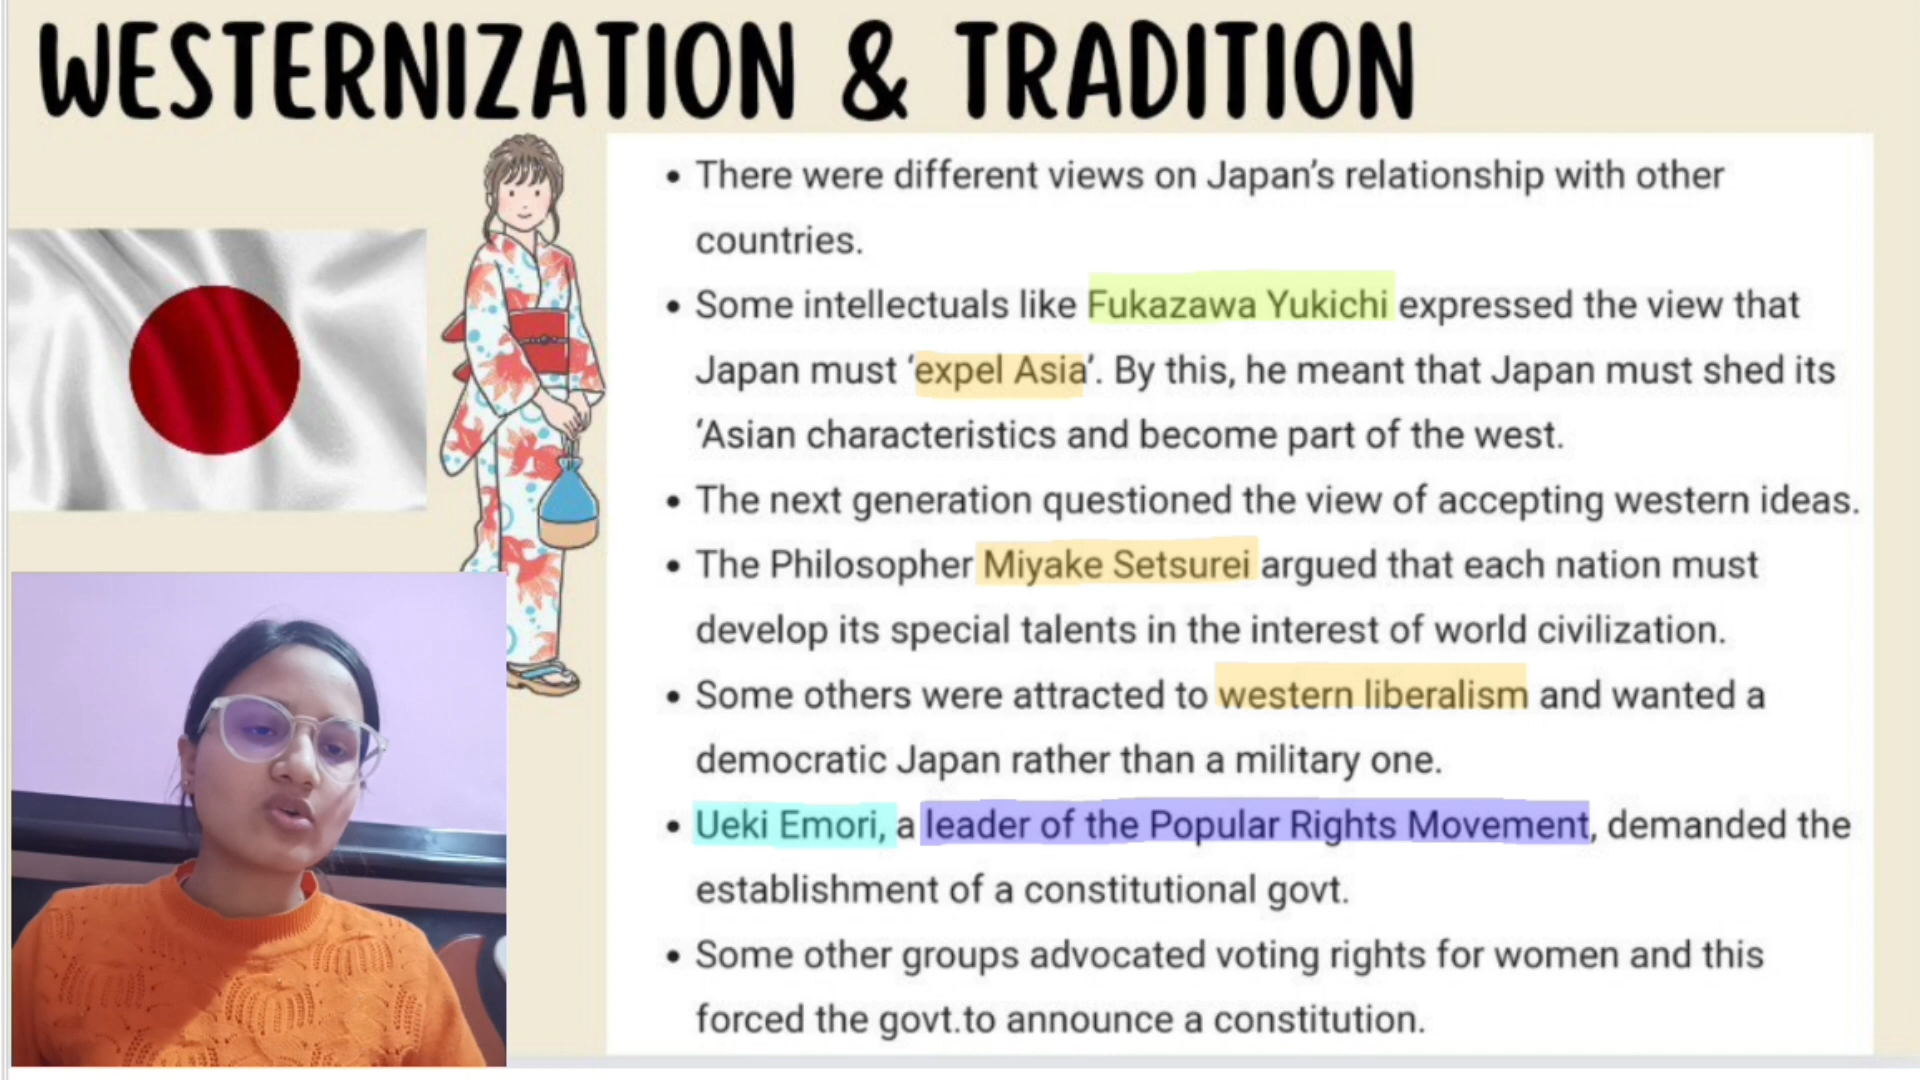 WESTERNIZATION & TRADITION
• There were different views on Japan’s relationship with other
countries.
• Some intellectuals like Fukazawa Yukichi expressed the view that
Japan must ‘expel Asia’. By this, he meant that Japan must shed its
‘Asian characteristics and become part of the west.
• The next generation questioned the view of accepting western ideas.
• The Philosopher Miyake Setsurei argued that each nation must
develop its special talents in the interest of world civilization.
• Some others were attracted to western liberalism and wanted a
democratic Japan rather than a military one.
• Ueki Emori, a leader of the Popular Rights Movement, demanded the
establishment of a constitutional govt.
• Some other groups advocated voting rights for women and this
forced the govt.to announce a constitution.